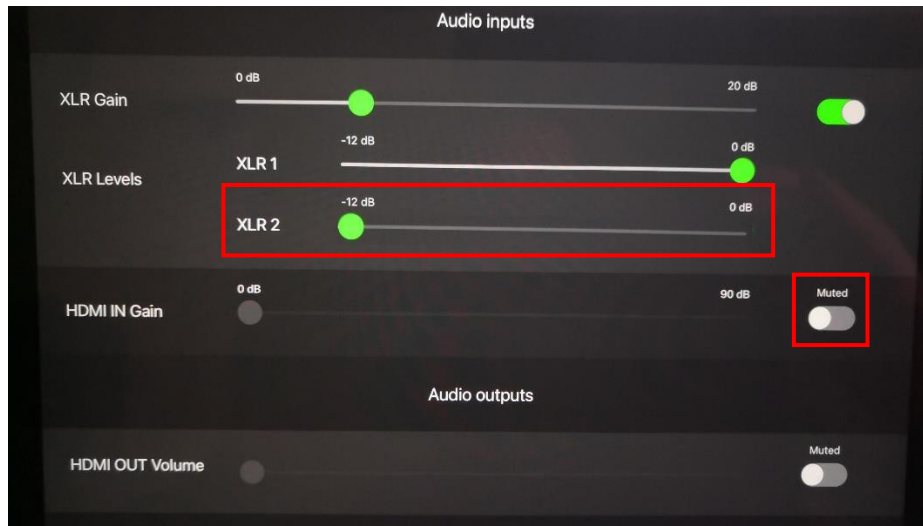 Audio inputs
0 dB 20 dB
XLR Gain
-12 dB 0 dB
XLR 1
XLR Levels
-12 dB 0 dB
XLR 2
0 dB 90 dB Muted
HDMI IN Gain
Audio outputs
Muted
HDMI OUT Volume